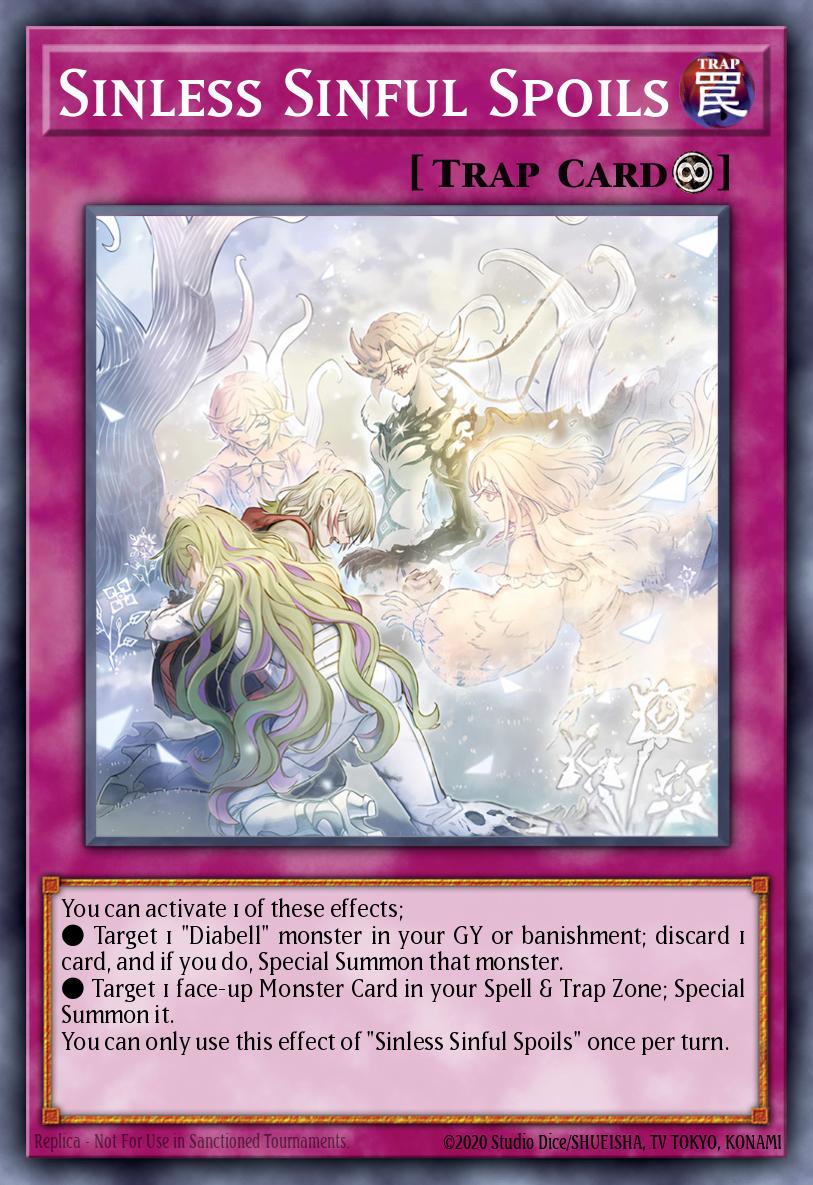 Sinless Sinful Spoils
TRAP
罠
[Trap Card]
You can activate 1 of these effects;
● Target 1 "Diabell" monster in your GY or banishment; discard 1
card, and if you do, Special Summon that monster.
● Target 1 face-up Monster Card in your Spell & Trap Zone; Special
Summon it.
You can only use this effect of "Sinless Sinful Spoils" once per turn.
Replica - Not For Use in Sanctioned Tournaments.
©2020 Studio Dice/SHUEISHA, TV TOKYO, KONAMI